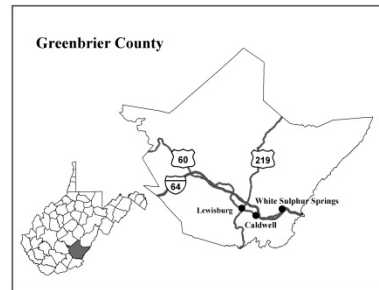 Greenbrier County
60
219
64
White Sulphur Springs
Lewisburg
Caldwell